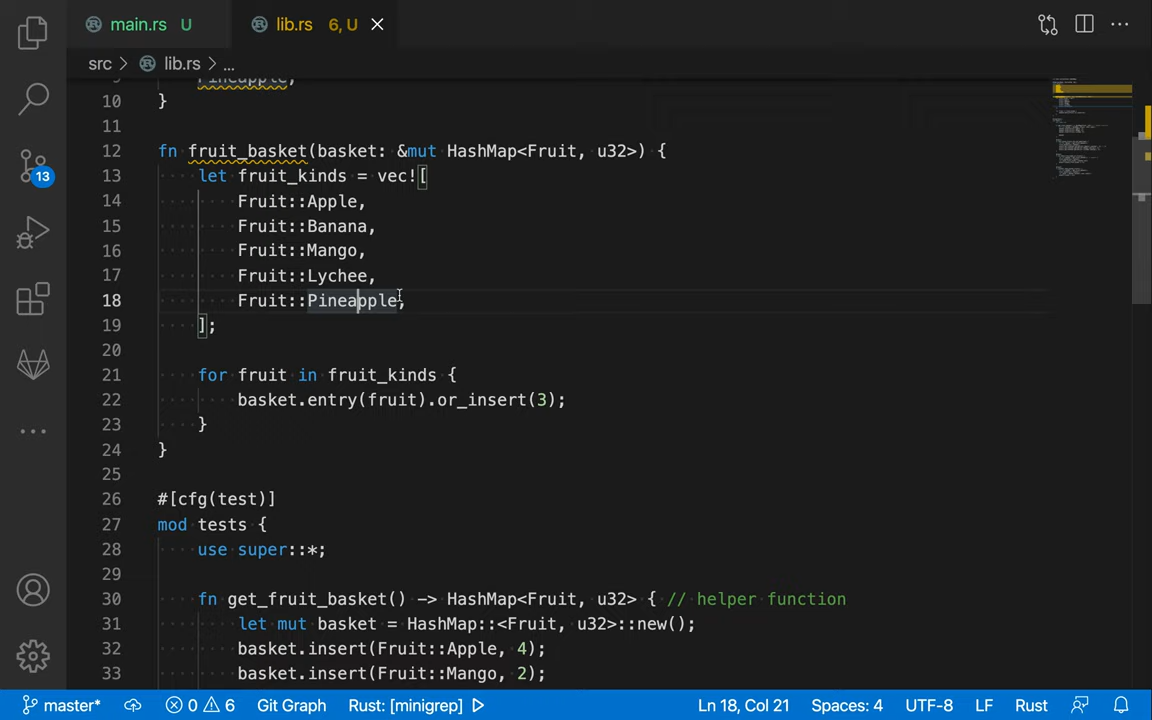 main.rs U lib.rs 6, U
src > lib.rs > ...
9 Pineapple,
10 }
11
12 fn fruit_basket(basket: &mut HashMap<Fruit, u32>) {
13 let fruit_kinds = vec![
14 Fruit::Apple,
15 Fruit::Banana,
16 Fruit::Mango,
17 Fruit::Lychee,
18 Fruit::Pineapple,
19 ];
20
21 for fruit in fruit_kinds {
22 basket.entry(fruit).or_insert(3);
23 }
24 }
25
26 #[cfg(test)]
27 mod tests {
28 use super::*;
29
30 fn get_fruit_basket() -> HashMap<Fruit, u32> { // helper function
31 let mut basket = HashMap::<Fruit, u32>::new();
32 basket.insert(Fruit::Apple, 4);
33 basket.insert(Fruit::Mango, 2);
13
master* 0 6 Git Graph Rust: [minigrep] Ln 18, Col 21 Spaces: 4 UTF-8 LF Rust